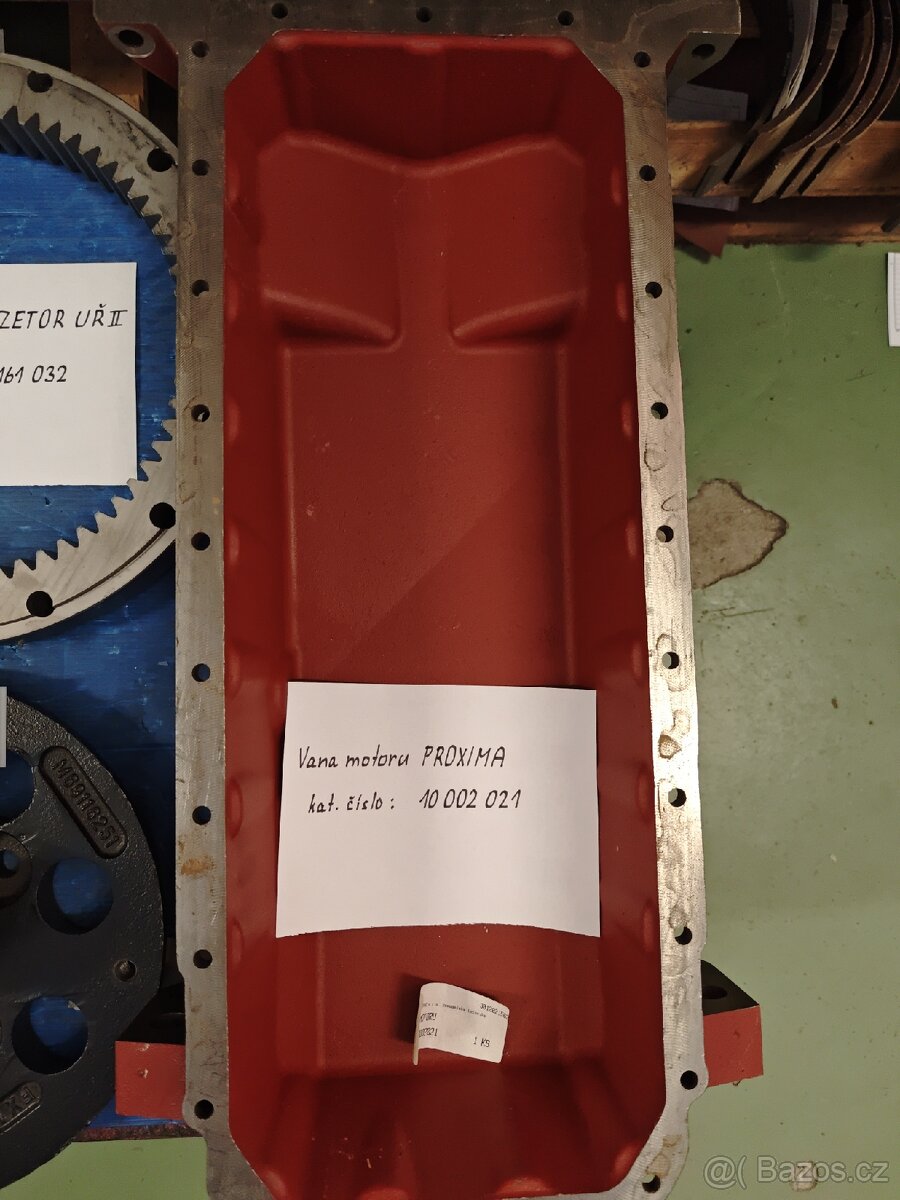 ZETOR UŘ II
161 032
Vana motoru PROXIMA
kat. číslo: 10 002 021
1 KS
@( Bazos.cz